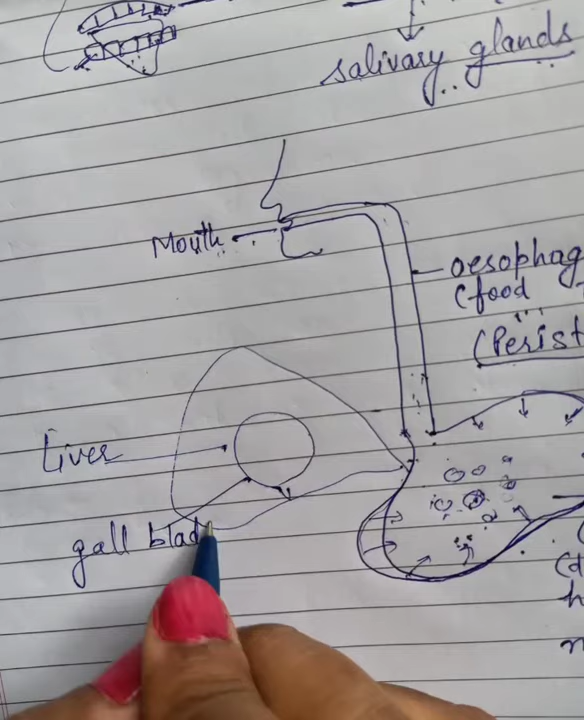 salivary glands
Mouth
oesophag
(food
(Perist
Liver
gall blad
(d
h